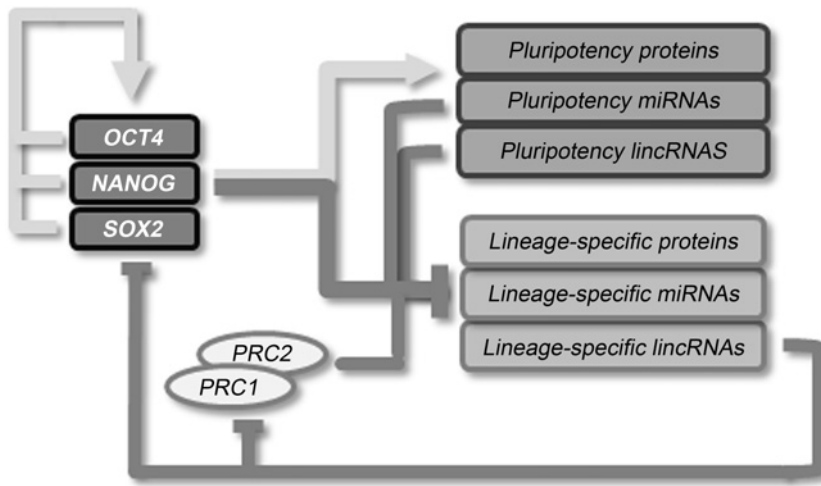 Pluripotency proteins
Pluripotency miRNAs
Pluripotency lincRNAS
OCT4
NANOG
SOX2
Lineage-specific proteins
Lineage-specific miRNAs
Lineage-specific lincRNAs
PRC2
PRC1